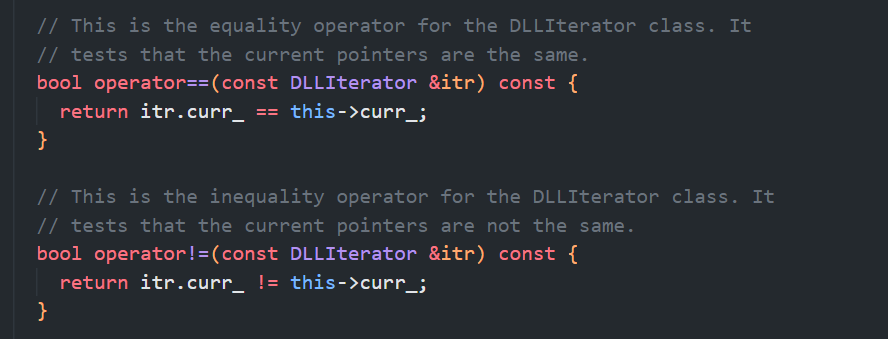 // This is the equality operator for the DLLIterator class. It
// tests that the current pointers are the same.
bool operator==(const DLLIterator &itr) const {
return itr.curr_ == this->curr_;
}
// This is the inequality operator for the DLLIterator class. It
// tests that the current pointers are not the same.
bool operator!=(const DLLIterator &itr) const {
return itr.curr_ != this->curr_;
}